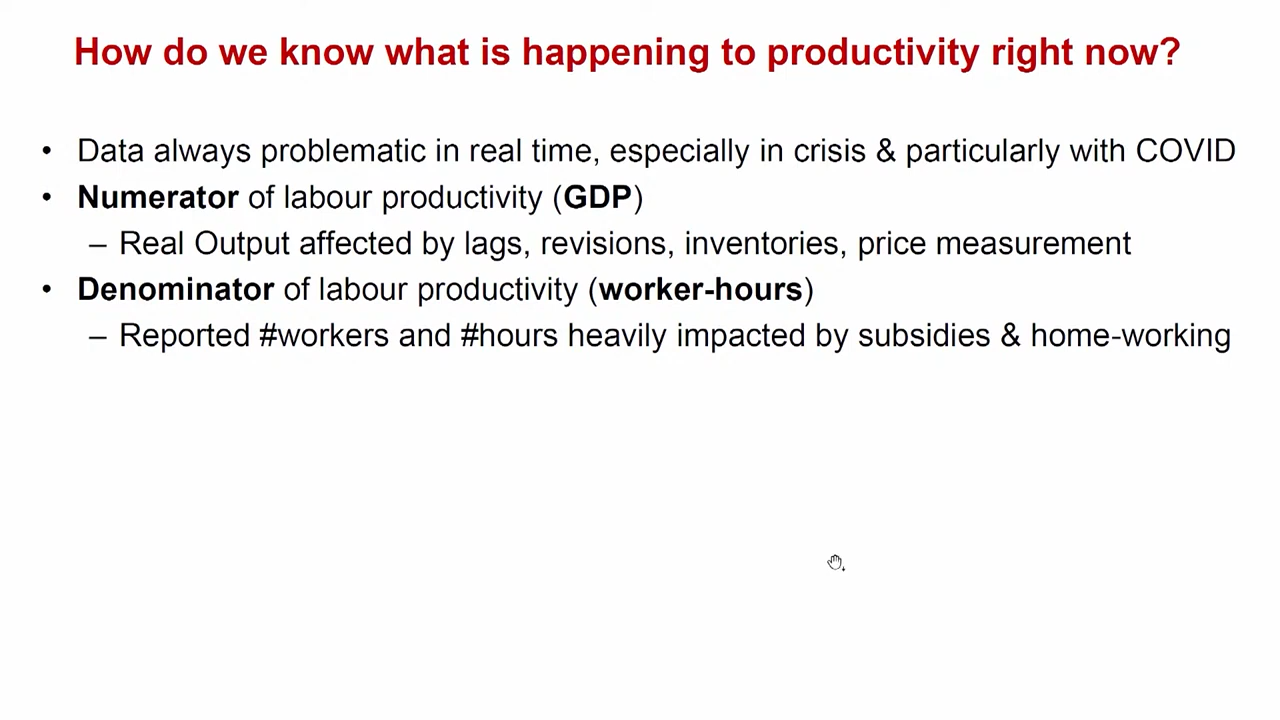 How do we know what is happening to productivity right now?
• Data always problematic in real time, especially in crisis & particularly with COVID
• Numerator of labour productivity (GDP)
– Real Output affected by lags, revisions, inventories, price measurement
• Denominator of labour productivity (worker-hours)
– Reported #workers and #hours heavily impacted by subsidies & home-working